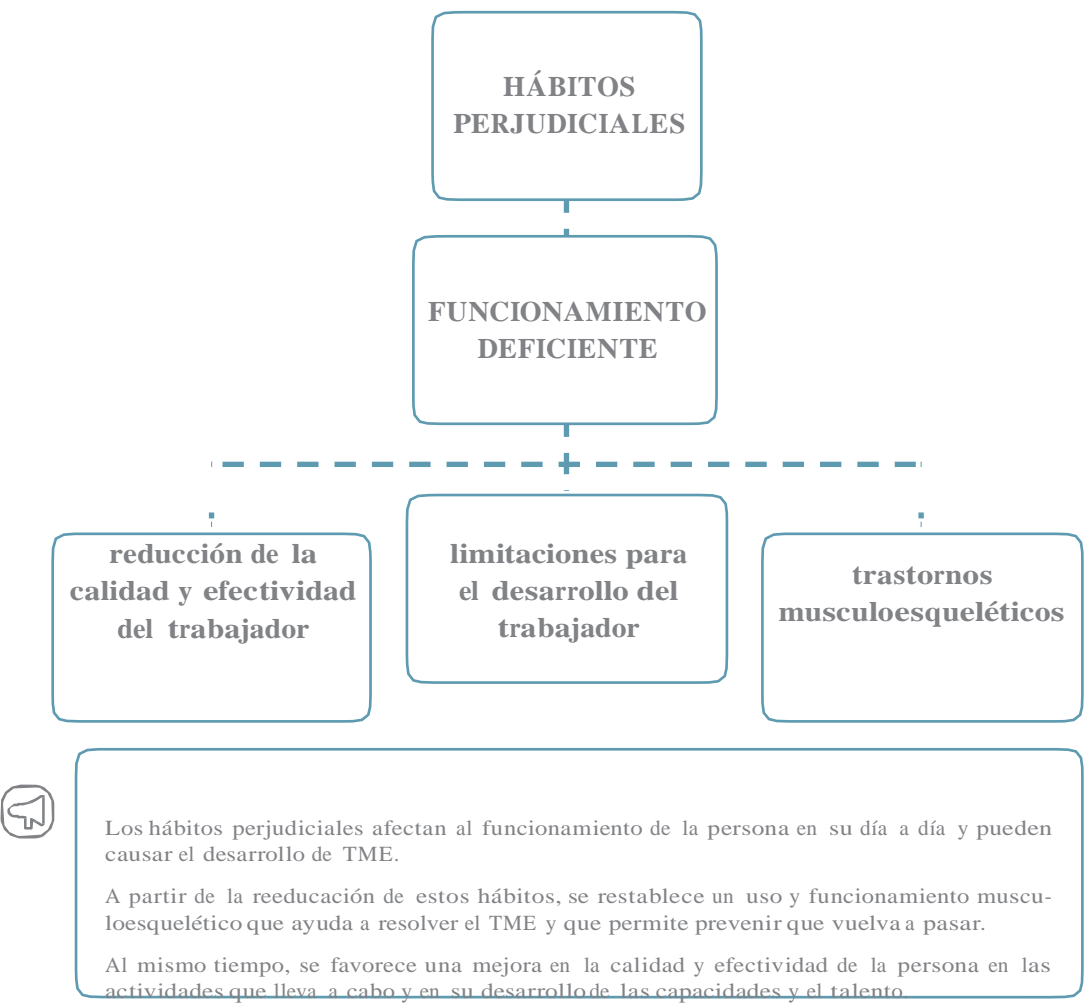 HÁBITOS
PERJUDICIALES
FUNCIONAMIENTO
DEFICIENTE
reducción de la
calidad y efectividad
del trabajador
limitaciones para
el desarrollo del
trabajador
trastornos
musculoesqueléticos
Los hábitos perjudiciales afectan al funcionamiento de la persona en su día a día y pueden
causar el desarrollo de TME.
A partir de la reeducación de estos hábitos, se restablece un uso y funcionamiento muscu-
loesquelético que ayuda a resolver el TME y que permite prevenir que vuelva a pasar.
Al mismo tiempo, se favorece una mejora en la calidad y efectividad de la persona en las
actividades que lleva a cabo y en su desarrollo de las capacidades y el talento